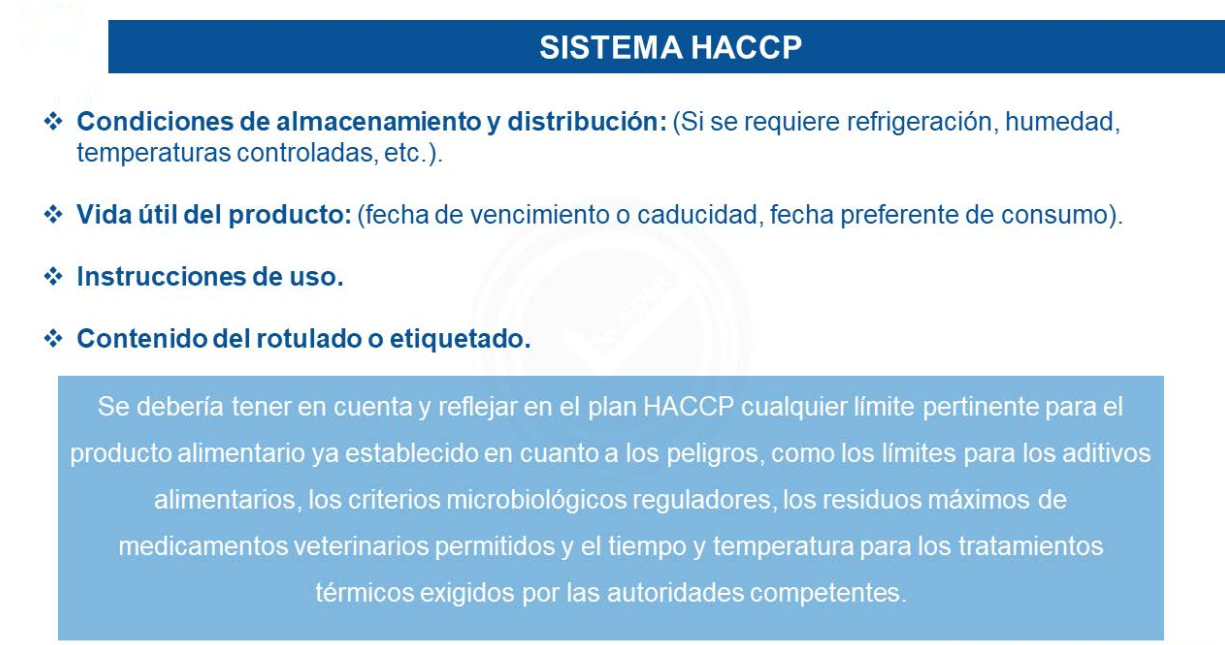 SISTEMA HACCP
❖ Condiciones de almacenamiento y distribución: (Si se requiere refrigeración, humedad,
temperaturas controladas, etc.).
❖ Vida útil del producto: (fecha de vencimiento o caducidad, fecha preferente de consumo).
❖ Instrucciones de uso.
❖ Contenido del rotulado o etiquetado.
Se debería tener en cuenta y reflejar en el plan HACCP cualquier límite pertinente para el
producto alimentario ya establecido en cuanto a los peligros, como los límites para los aditivos
alimentarios, los criterios microbiológicos reguladores, los residuos máximos de
medicamentos veterinarios permitidos y el tiempo y temperatura para los tratamientos
térmicos exigidos por las autoridades competentes.